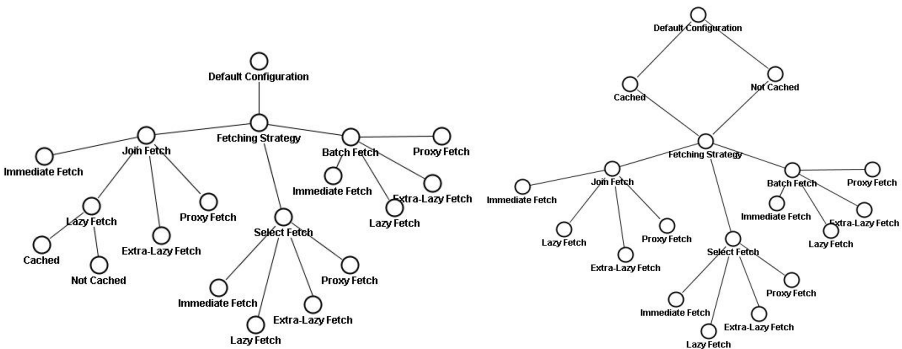 Default Configuration
Fetching Strategy
Join Fetch
Batch Fetch
Proxy Fetch
Immediate Fetch
Immediate Fetch
Extra-Lazy Fetch
Proxy Fetch
Lazy Fetch
Lazy Fetch
Select Fetch
Extra-Lazy Fetch
Cached
Not Cached
Proxy Fetch
Immediate Fetch
Extra-Lazy Fetch
Lazy Fetch
Default Configuration
Not Cached
Cached
Fetching Strategy
Join Fetch
Batch Fetch
Proxy Fetch
Immediate Fetch
Immediate Fetch
Extra-Lazy Fetch
Lazy Fetch
Proxy Fetch
Lazy Fetch
Select Fetch
Extra-Lazy Fetch
Proxy Fetch
Immediate Fetch
Extra-Lazy Fetch
Lazy Fetch